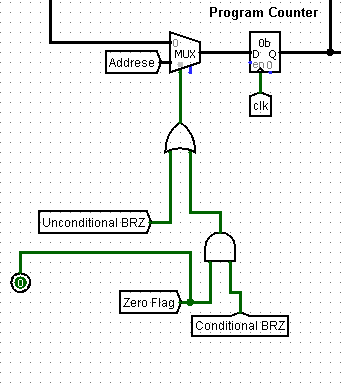 Program Counter
0
MUX
Addrese
0b
D Q
en 0
clk
Unconditional BRZ
0
Zero Flag
Conditional BRZ